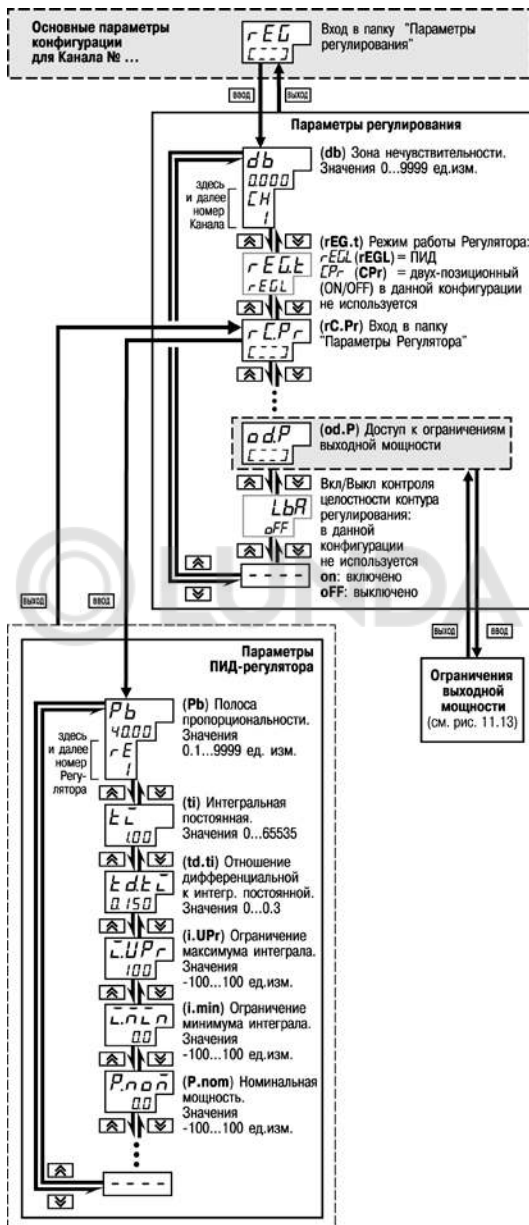 Основные параметры
конфигурации
для Канала № ...
rEG
[---]
Вход в папку "Параметры
регулирования"
ввод
выход
Параметры регулирования
db
0.000
CH
1
здесь
и далее
номер
Канала
(db) Зона нечувствительности.
Значения 0...9999 ед.изм.
rEG.t
rEGL
(rEG.t) Режим работы Регулятора:
rEGL (rEGL) = ПИД
CPr (CPr) = двух-позиционный
(ON/OFF) в данной конфигурации
не используется
rC.Pr
[---]
(rC.Pr) Вход в папку
"Параметры Регулятора"
od.P
[---]
(od.P) Доступ к ограничениям
выходной мощности
LbA
oFF
Вкл/Выкл контроля
целостности контура
регулирования:
в данной
конфигурации
не используется
on: включено
oFF: выключено
----
LUNDA
выход
ввод
выход
ввод
Ограничения
выходной
мощности
(см. рис. 11.13)
Параметры
ПИД-регулятора
Pb
40.00
rE
1
здесь
и далее
номер
Регу-
лятора
(Pb) Полоса
пропорциональности.
Значения
0.1...9999 ед. изм.
ti
1.00
(ti) Интегральная
постоянная.
Значения 0...65535
td.ti
0.150
(td.ti) Отношение
дифференциальной
к интегр. постоянной.
Значения 0...0.3
i.UPr
100
(i.UPr) Ограничение
максимума интеграла.
Значения
-100...100 ед.изм.
i.min
0.0
(i.min) Ограничение
минимума интеграла.
Значения
-100...100 ед.изм.
P.nom
0.0
(P.nom) Номинальная
мощность.
Значения
-100...100 ед.изм.
----